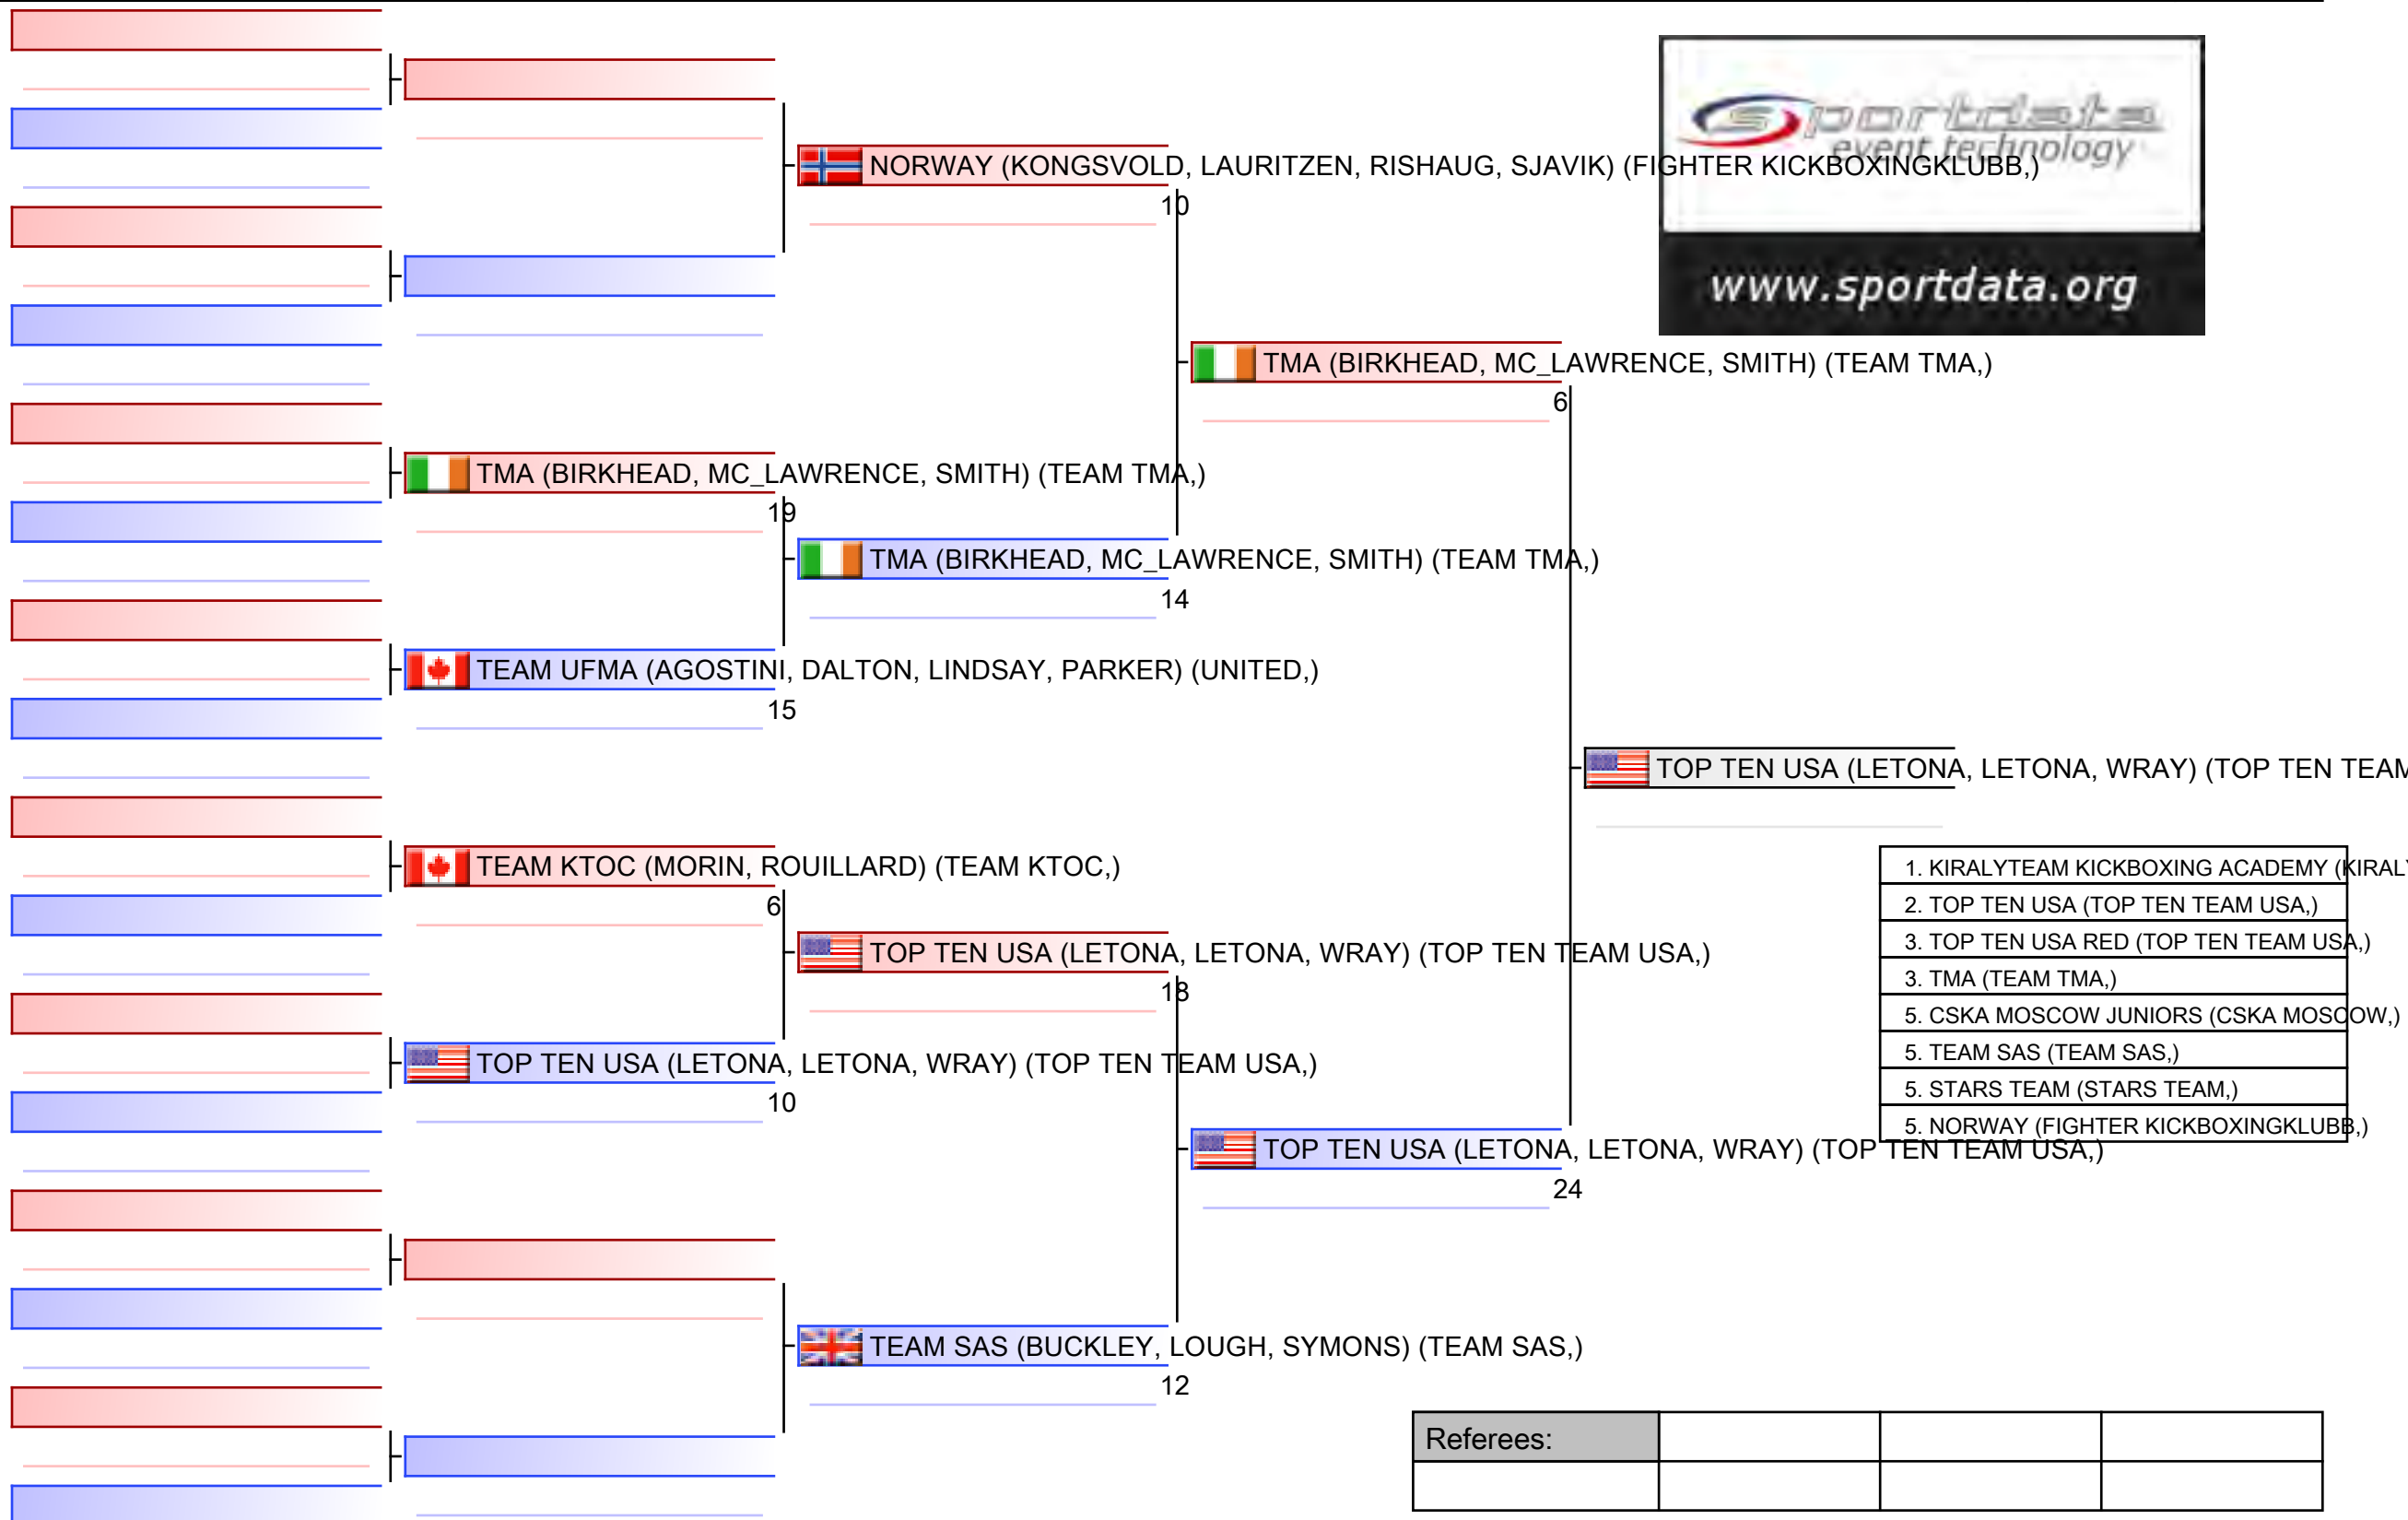 sportdata
event technology
NORWAY (KONGSVOLD, LAURITZEN, RISHAUG, SJAVIK) (FIGHTER KICKBOXINGKLUBB,)
10
www.sportdata.org
TMA (BIRKHEAD, MC_LAWRENCE, SMITH) (TEAM TMA,)
6
TMA (BIRKHEAD, MC_LAWRENCE, SMITH) (TEAM TMA,)
19
TMA (BIRKHEAD, MC_LAWRENCE, SMITH) (TEAM TMA,)
14
TEAM UFMA (AGOSTINI, DALTON, LINDSAY, PARKER) (UNITED,)
15
TOP TEN USA (LETONA, LETONA, WRAY) (TOP TEN TEAM
TEAM KTOC (MORIN, ROUILLARD) (TEAM KTOC,)
6
TOP TEN USA (LETONA, LETONA, WRAY) (TOP TEN TEAM USA,)
18
TOP TEN USA (LETONA, LETONA, WRAY) (TOP TEN TEAM USA,)
10
1. KIRALYTEAM KICKBOXING ACADEMY (KIRALY
2. TOP TEN USA (TOP TEN TEAM USA,)
3. TOP TEN USA RED (TOP TEN TEAM USA,)
3. TMA (TEAM TMA,)
5. CSKA MOSCOW JUNIORS (CSKA MOSCOW,)
5. TEAM SAS (TEAM SAS,)
5. STARS TEAM (STARS TEAM,)
5. NORWAY (FIGHTER KICKBOXINGKLUBB,)
TOP TEN USA (LETONA, LETONA, WRAY) (TOP TEN TEAM USA,)
24
TEAM SAS (BUCKLEY, LOUGH, SYMONS) (TEAM SAS,)
12
Referees: